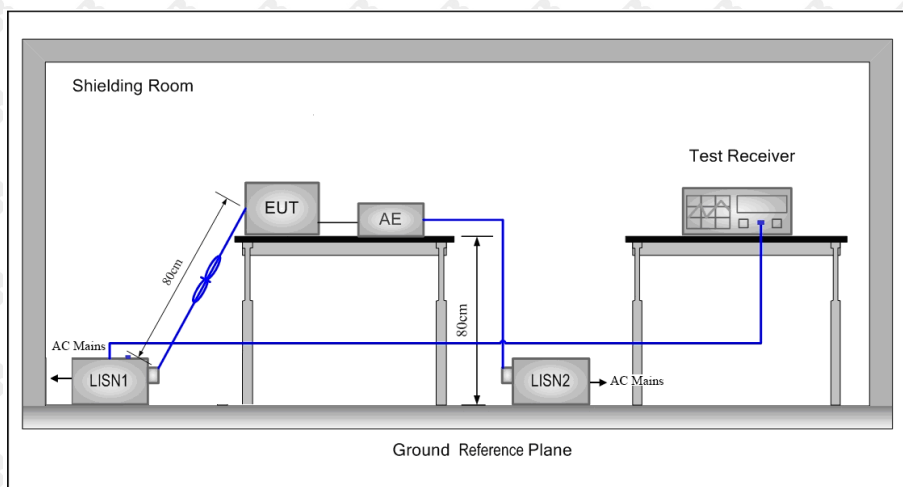 Shielding Room
Test Receiver
EUT
AE
80cm
80cm
AC Mains
LISN1
LISN2
AC Mains
Ground Reference Plane